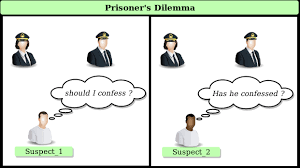 Prisoner's Dilemma
should I confess ?
Has he confessed ?
Suspect_1
Suspect_2